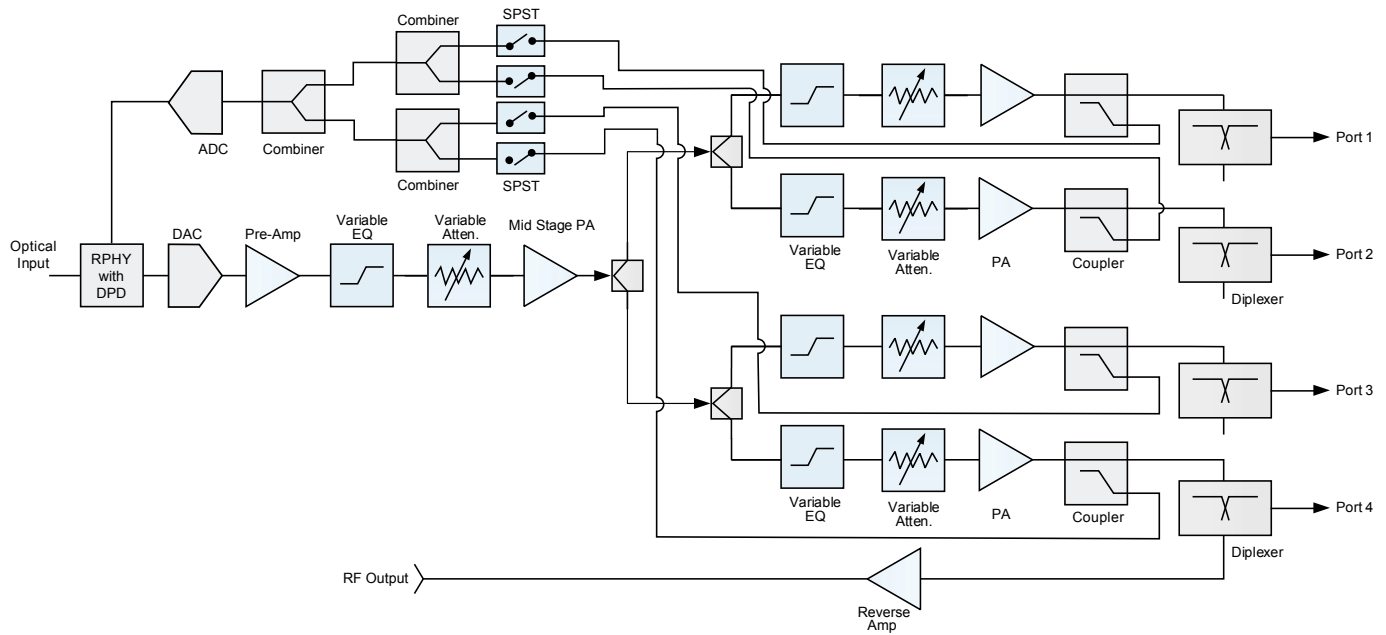 Combiner
SPST
ADC
Combiner
Combiner
SPST
Port 1
Optical
Input
RPHY
with
DPD
DAC
Pre-Amp
Variable
EQ
Variable
Atten.
Mid Stage PA
Variable
EQ
Variable
Atten.
PA
Coupler
Port 2
Diplexer
Port 3
Variable
EQ
Variable
Atten.
PA
Coupler
Port 4
Diplexer
RF Output
Reverse
Amp